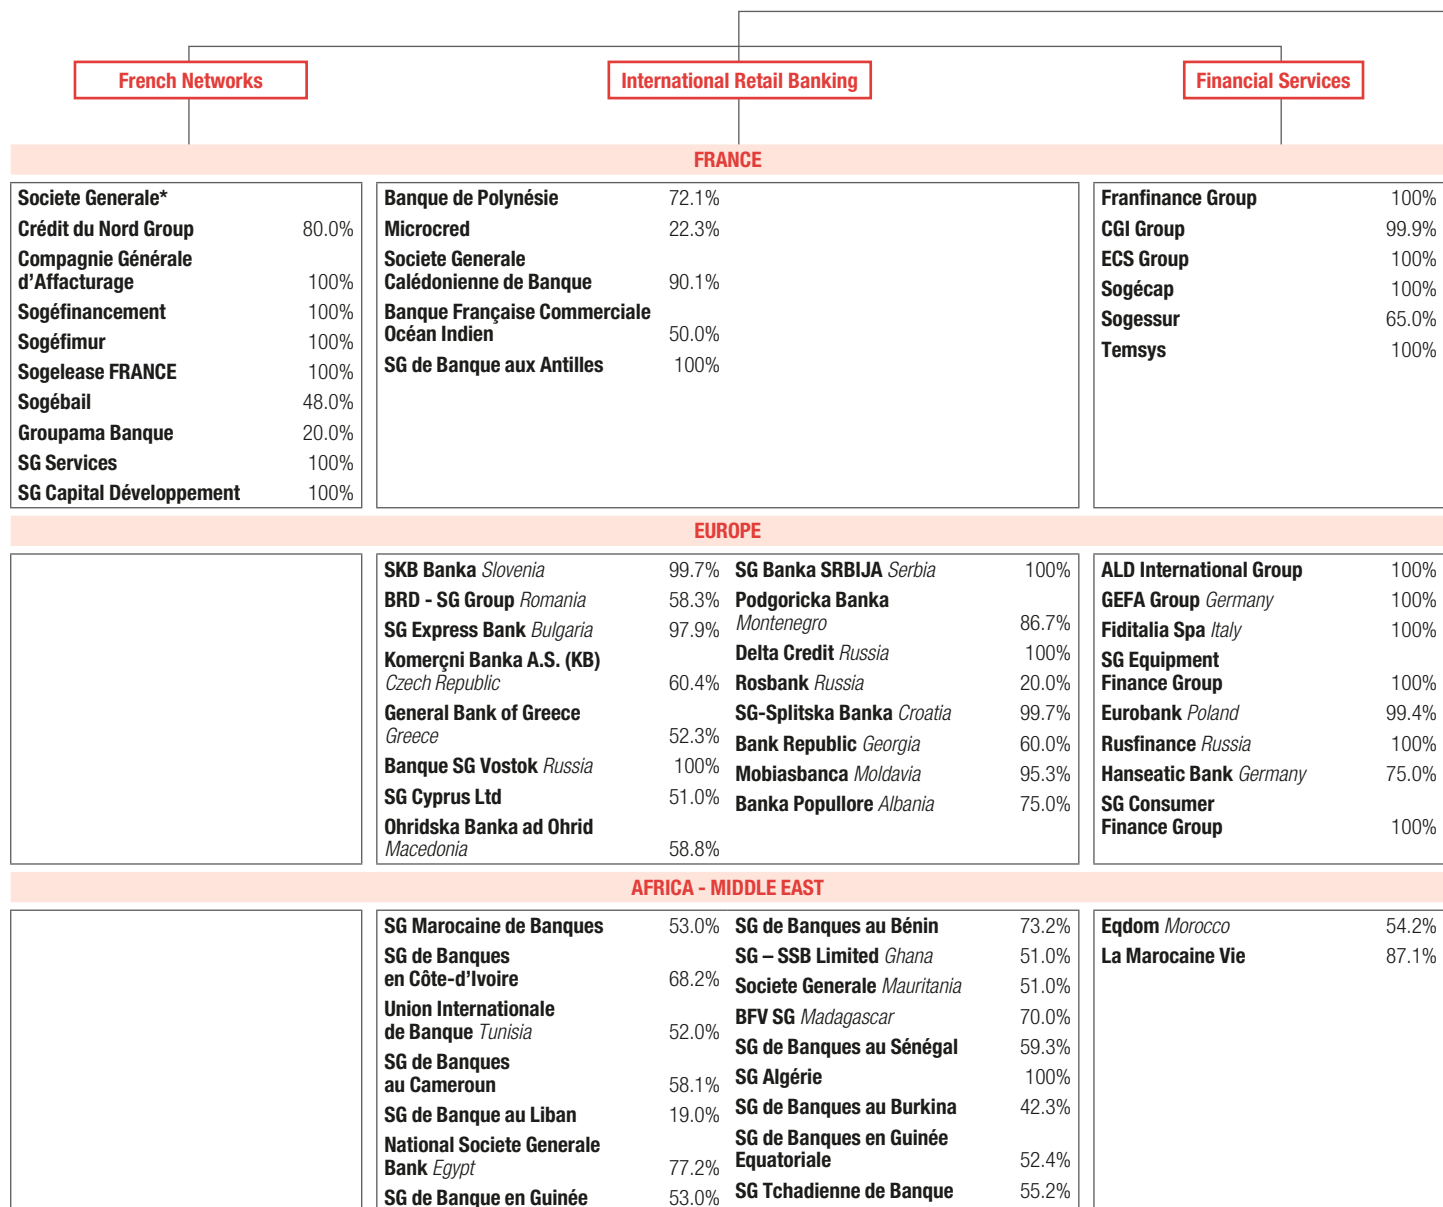 French Networks
International Retail Banking
Financial Services
FRANCE
Societe Generale*
Crédit du Nord Group 80.0%
Compagnie Générale
d'Affacturage 100%
Sogéfinancement 100%
Sogéfimur 100%
Sogelease FRANCE 100%
Sogébail 48.0%
Groupama Banque 20.0%
SG Services 100%
SG Capital Développement 100%
Banque de Polynésie 72.1%
Microcred 22.3%
Societe Generale
Calédonienne de Banque 90.1%
Banque Française Commerciale
Océan Indien 50.0%
SG de Banque aux Antilles 100%
Franfinance Group 100%
CGI Group 99.9%
ECS Group 100%
Sogécap 100%
Sogessur 65.0%
Temsys 100%
EUROPE
SKB Banka Slovenia 99.7%
BRD - SG Group Romania 58.3%
SG Express Bank Bulgaria 97.9%
Komerçni Banka A.S. (KB)
Czech Republic 60.4%
General Bank of Greece
Greece 52.3%
Banque SG Vostok Russia 100%
SG Cyprus Ltd 51.0%
Ohridska Banka ad Ohrid
Macedonia 58.8%
SG Banka SRBIJA Serbia 100%
Podgoricka Banka
Montenegro 86.7%
Delta Credit Russia 100%
Rosbank Russia 20.0%
SG-Splitska Banka Croatia 99.7%
Bank Republic Georgia 60.0%
Mobiasbanca Moldavia 95.3%
Banka Popullore Albania 75.0%
ALD International Group 100%
GEFA Group Germany 100%
Fiditalia Spa Italy 100%
SG Equipment
Finance Group 100%
Eurobank Poland 99.4%
Rusfinance Russia 100%
Hanseatic Bank Germany 75.0%
SG Consumer
Finance Group 100%
AFRICA - MIDDLE EAST
SG Marocaine de Banques 53.0%
SG de Banques
en Côte-d'Ivoire 68.2%
Union Internationale
de Banque Tunisia 52.0%
SG de Banques
au Cameroun 58.1%
SG de Banque au Liban 19.0%
National Societe Generale
Bank Egypt 77.2%
SG de Banque en Guinée 53.0%
SG de Banques au Bénin 73.2%
SG – SSB Limited Ghana 51.0%
Societe Generale Mauritania 51.0%
BFV SG Madagascar 70.0%
SG de Banques au Sénégal 59.3%
SG Algérie 100%
SG de Banques au Burkina 42.3%
SG de Banques en Guinée
Equatoriale 52.4%
SG Tchadienne de Banque 55.2%
Eqdom Morocco 54.2%
La Marocaine Vie 87.1%